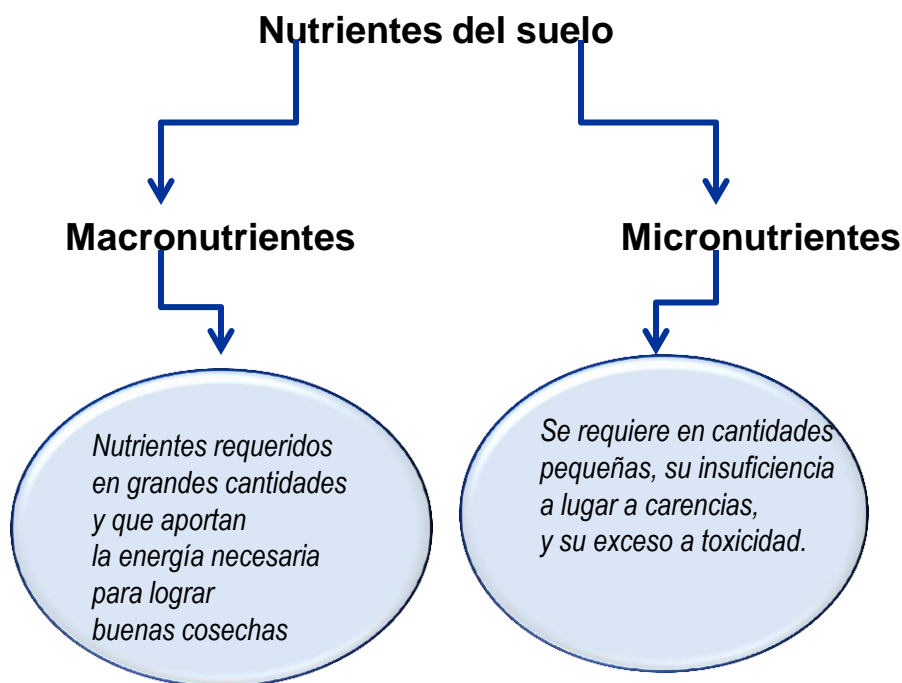 Nutrientes del suelo
Macronutrientes
Micronutrientes
Nutrientes requeridos
en grandes cantidades
y que aportan
la energía necesaria
para lograr
buenas cosechas
Se requiere en cantidades
pequeñas, su insuficiencia
a lugar a carencias,
y su exceso a toxicidad.